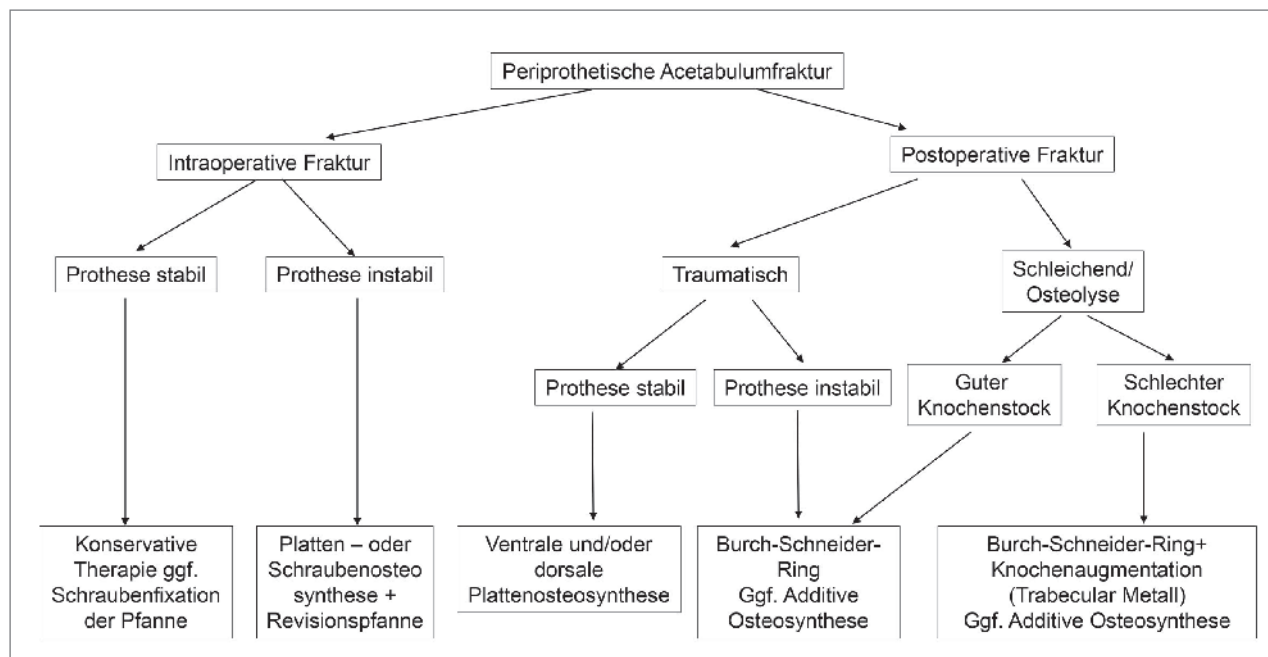 Periprothetische Acetabulumfraktur
Intraoperative Fraktur
Postoperative Fraktur
Prothese stabil
Prothese instabil
Traumatisch
Schleichend/
Osteolyse
Prothese stabil
Prothese instabil
Guter
Knochenstock
Schlechter
Knochenstock
Konservative
Therapie ggf.
Schraubenfixation
der Pfanne
Platten – oder
Schraubenosteo
synthese +
Revisionspfanne
Ventrale und/oder
dorsale
Plattenosteosynthese
Burch-Schneider-
Ring
Ggf. Additive
Osteosynthese
Burch-Schneider-Ring+
Knochenaugmentation
(Trabecular Metall)
Ggf. Additive Osteosynthese